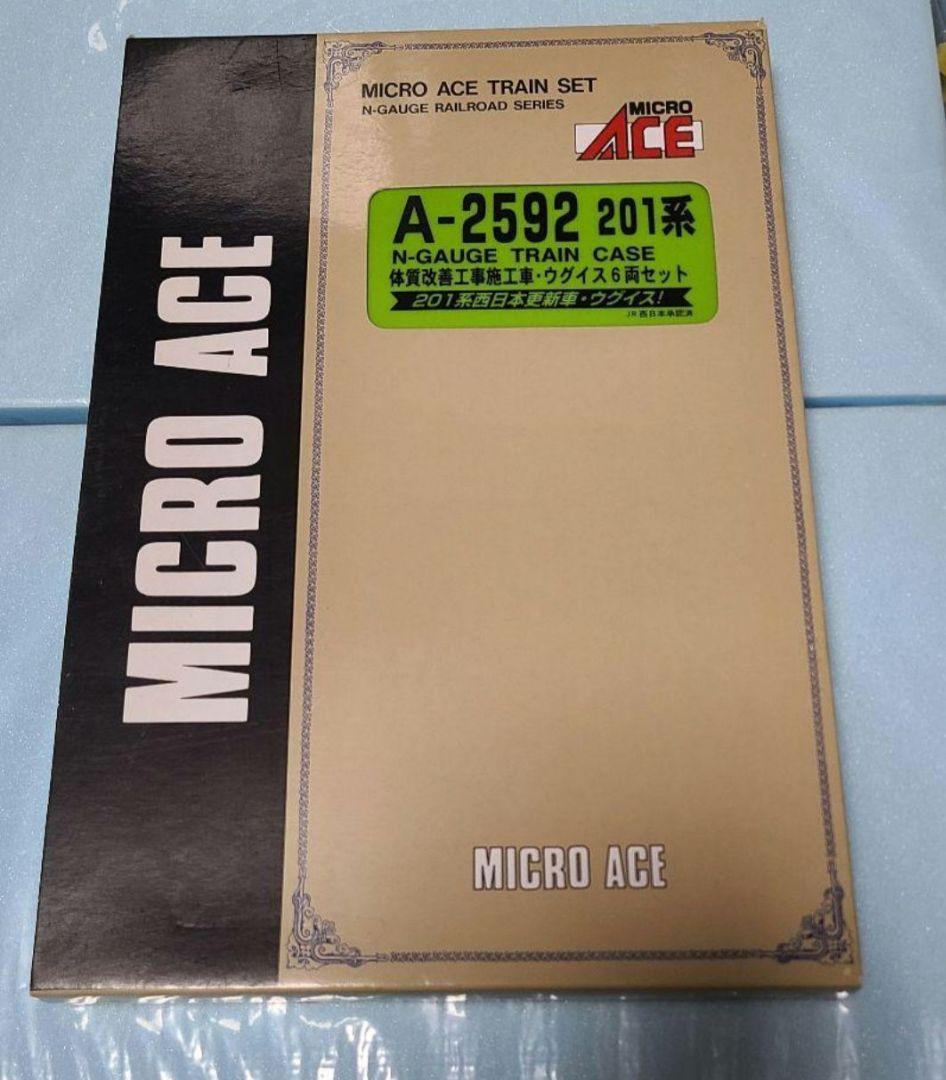 MICRO ACE
MICRO ACE TRAIN SET
N-GAUGE RAILROAD SERIES
MICRO
ACE
A-2592 201系
N-GAUGE TRAIN CASE
体質改善工事施工車・ウグイス6両セット
201系西日本更新車・ウグイス!
JR西日本承認済
MICRO ACE